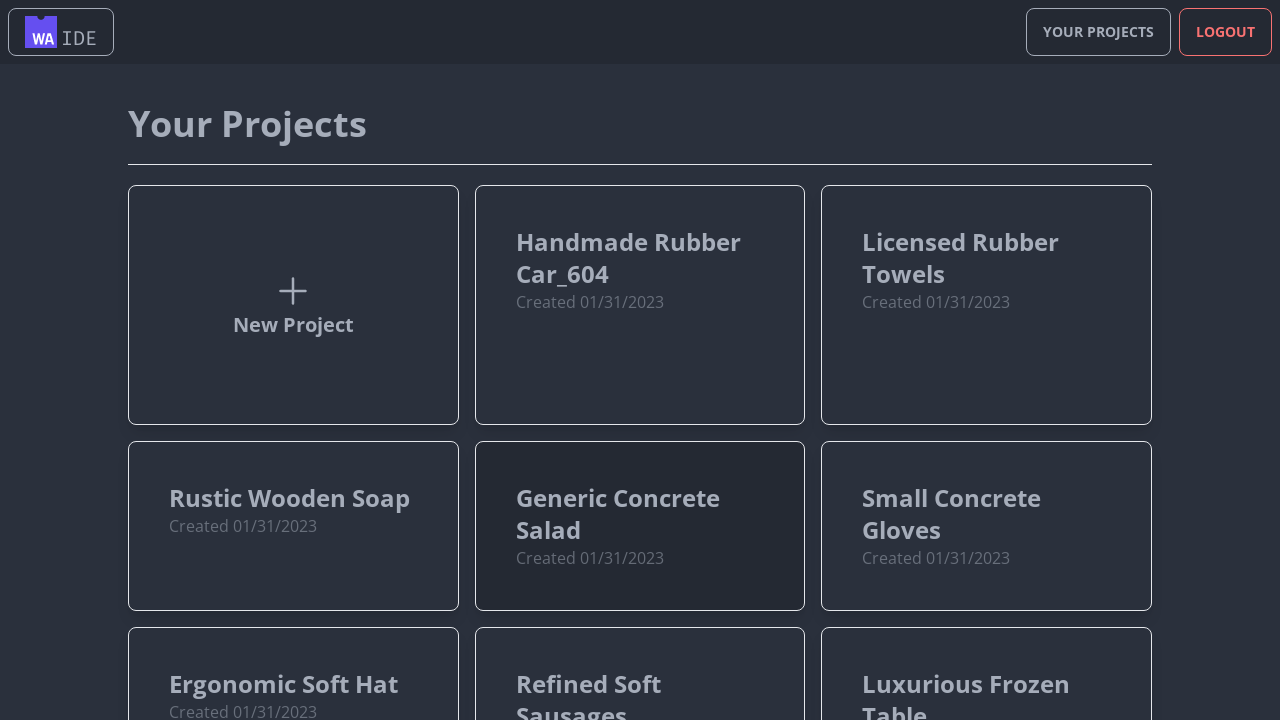 WA IDE
YOUR PROJECTS
LOGOUT
Your Projects
New Project
Handmade Rubber
Car_604
Created 01/31/2023
Licensed Rubber
Towels
Created 01/31/2023
Rustic Wooden Soap
Created 01/31/2023
Generic Concrete
Salad
Created 01/31/2023
Small Concrete
Gloves
Created 01/31/2023
Ergonomic Soft Hat
Created 01/31/2023
Refined Soft
Sausages
Luxurious Frozen
Table